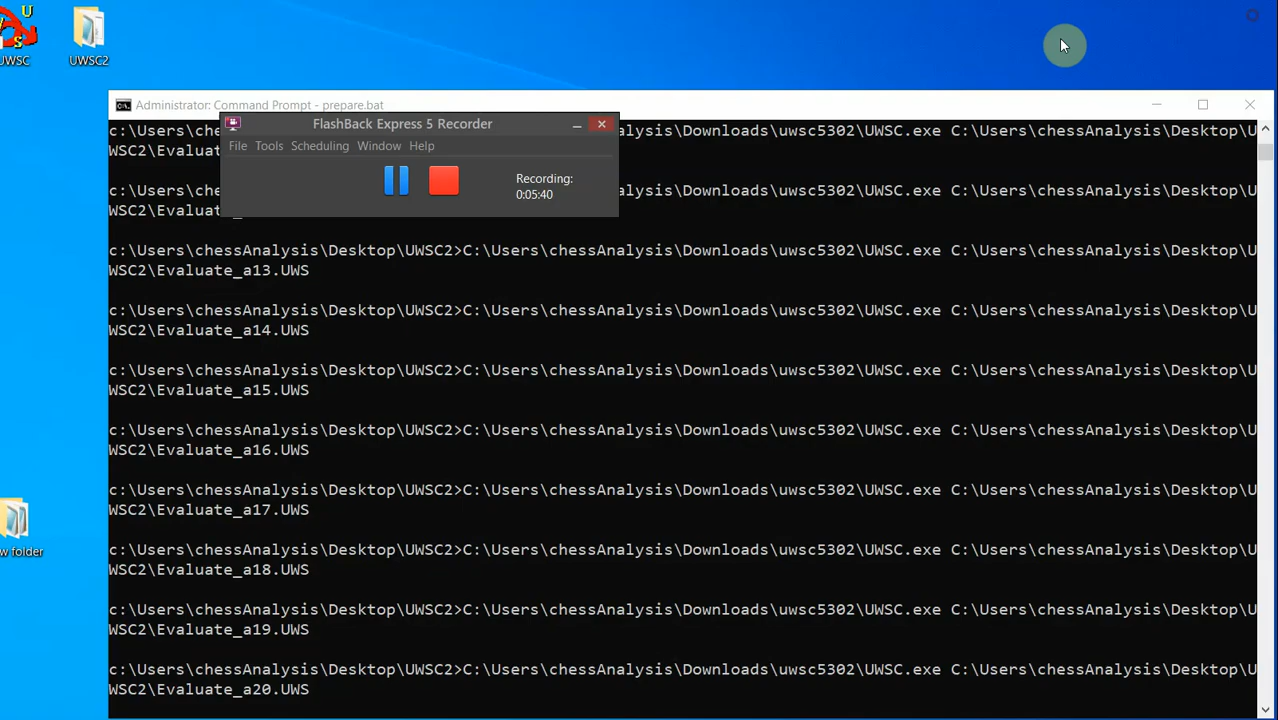 U
S
UWSC
UWSC2
Administrator: Command Prompt - prepare.bat
FlashBack Express 5 Recorder
File Tools Scheduling Window Help
Recording:
0:05:40
c:\Users\che
alysis\Downloads\uwsc5302\UWSC.exe C:\Users\chessAnalysis\Desktop\U
WSC2\Evaluat
c:\Users\che
alysis\Downloads\uwsc5302\UWSC.exe C:\Users\chessAnalysis\Desktop\U
WSC2\Evaluat
c:\Users\chessAnalysis\Desktop\UWSC2>C:\Users\chessAnalysis\Downloads\uwsc5302\UWSC.exe C:\Users\chessAnalysis\Desktop\U
WSC2\Evaluate_a13.UWS
c:\Users\chessAnalysis\Desktop\UWSC2>C:\Users\chessAnalysis\Downloads\uwsc5302\UWSC.exe C:\Users\chessAnalysis\Desktop\U
WSC2\Evaluate_a14.UWS
c:\Users\chessAnalysis\Desktop\UWSC2>C:\Users\chessAnalysis\Downloads\uwsc5302\UWSC.exe C:\Users\chessAnalysis\Desktop\U
WSC2\Evaluate_a15.UWS
c:\Users\chessAnalysis\Desktop\UWSC2>C:\Users\chessAnalysis\Downloads\uwsc5302\UWSC.exe C:\Users\chessAnalysis\Desktop\U
WSC2\Evaluate_a16.UWS
c:\Users\chessAnalysis\Desktop\UWSC2>C:\Users\chessAnalysis\Downloads\uwsc5302\UWSC.exe C:\Users\chessAnalysis\Desktop\U
WSC2\Evaluate_a17.UWS
w folder
c:\Users\chessAnalysis\Desktop\UWSC2>C:\Users\chessAnalysis\Downloads\uwsc5302\UWSC.exe C:\Users\chessAnalysis\Desktop\U
WSC2\Evaluate_a18.UWS
c:\Users\chessAnalysis\Desktop\UWSC2>C:\Users\chessAnalysis\Downloads\uwsc5302\UWSC.exe C:\Users\chessAnalysis\Desktop\U
WSC2\Evaluate_a19.UWS
c:\Users\chessAnalysis\Desktop\UWSC2>C:\Users\chessAnalysis\Downloads\uwsc5302\UWSC.exe C:\Users\chessAnalysis\Desktop\U
WSC2\Evaluate_a20.UWS